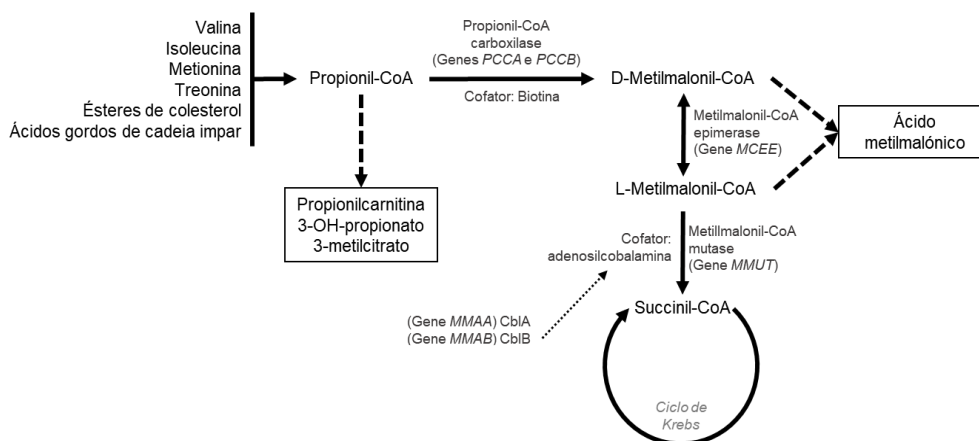 Valina
Isoleucina
Metionina
Treonina
Ésteres de colesterol
Ácidos gordos de cadeia impar
Propionil-CoA
Propionil-CoA
carboxilase
(Genes PCCA e PCCB)
Cofator: Biotina
D-Metilmalonil-CoA
Metilmalonil-CoA
epimerase
(Gene MCEE)
Ácido
metilmalónico
L-Metilmalonil-CoA
Propionilcarnitina
3-OH-propionato
3-metilcitrato
Cofator:
adenosilcobalamina
Metillmalonil-CoA
mutase
(Gene MMUT)
(Gene MMAA) CblA
(Gene MMAB) CblB
Succinil-CoA
Ciclo de
Krebs